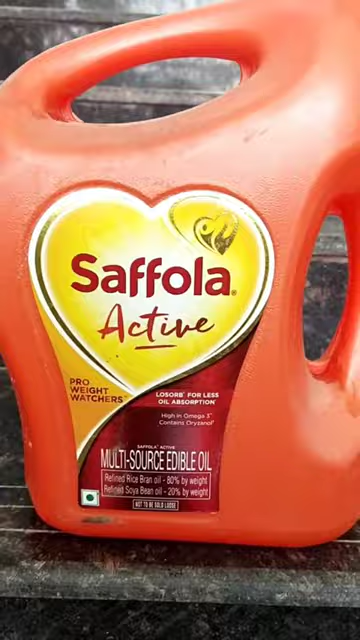 Saffola®
Active
PRO
WEIGHT
WATCHERS
LOSORB™ FOR LESS
OIL ABSORPTION
High in Omega 3
Contains Oryzanol
SAFFOLA® ACTIVE
MULTI-SOURCE EDIBLE OIL
Refined Rice Bran oil - 80% by weight
Refined Soya Bean oil - 20% by weight
NOT TO BE SOLD LOOSE